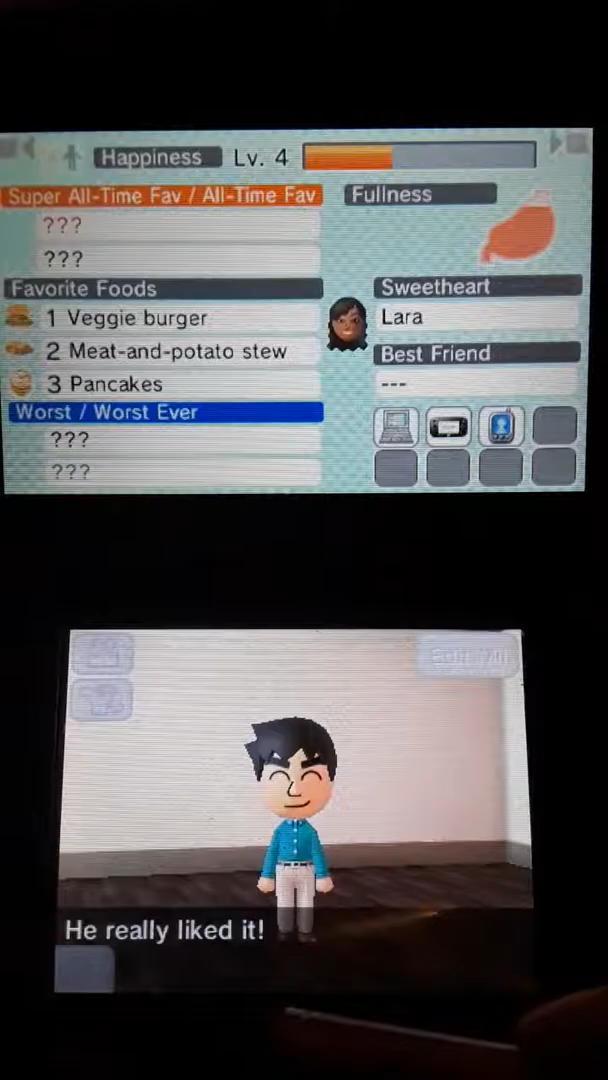 Happiness Lv. 4
Super All-Time Fav / All-Time Fav
???
???
Fullness
Favorite Foods
1 Veggie burger
2 Meat-and-potato stew
3 Pancakes
Sweetheart
Lara
Best Friend
---
Worst / Worst Ever
???
???
He really liked it!